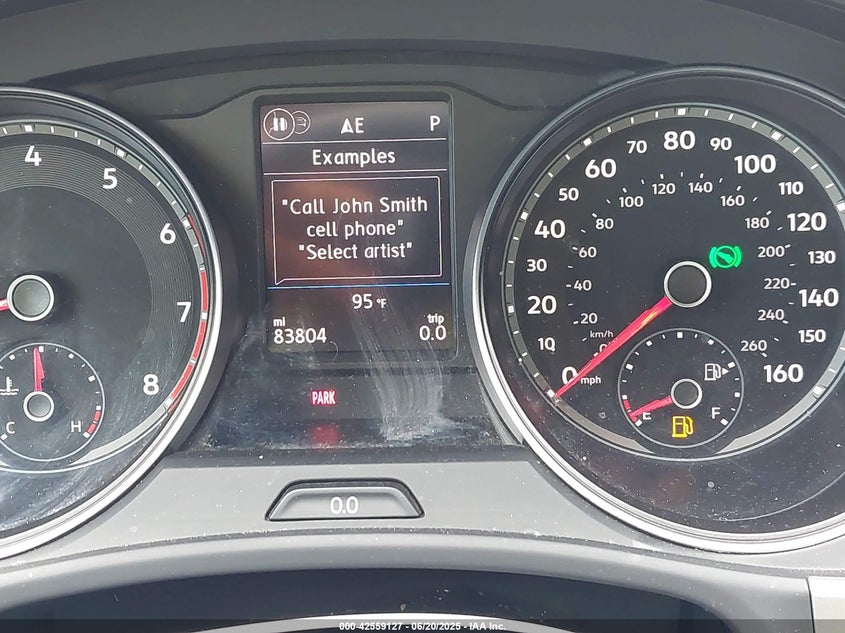 4
5
6
7
8
C H
E P
Examples
"Call John Smith
cell phone"
"Select artist"
95 °F
mi trip
83804 0.0
PARK
0.0
0 10 20 30 40 50 60 70 80 90 100 110 120 130 140 150 160
mph
20 40 60 80 100 120 140 160 180 200 220 240 260
km/h
E F
000-42559127 - 06/20/2025 - IAA Inc.